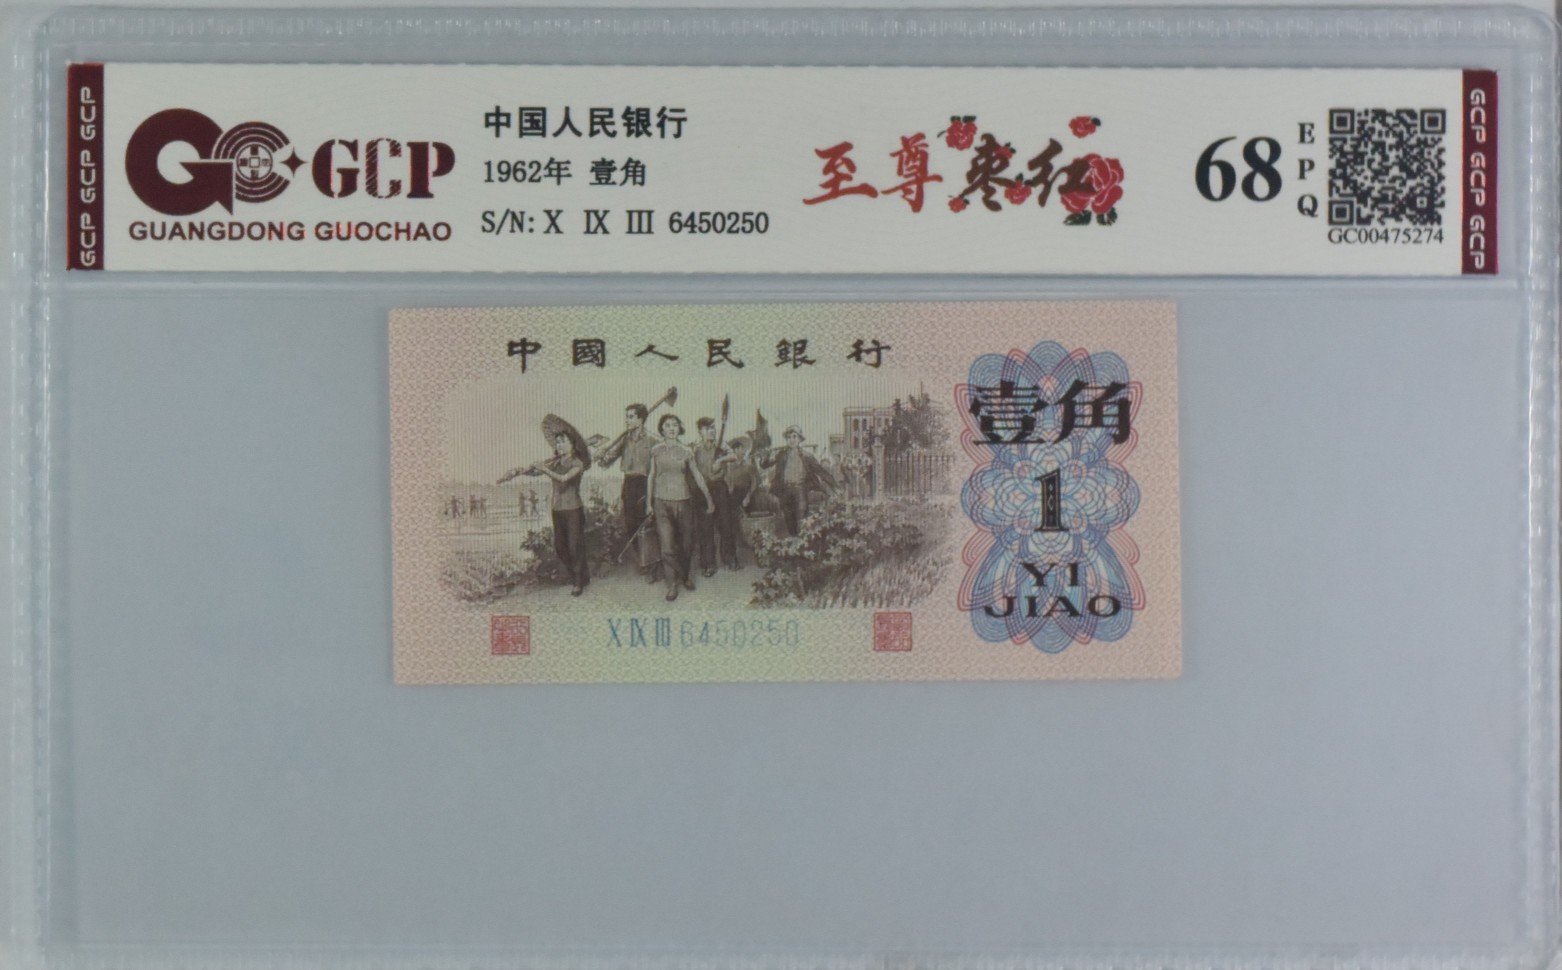 GCP GCP GCP
GCP
GUANGDONG GUOCHAO
中国人民银行
1962年 壹角
S/N: X IX III 6450250
至尊枣红
68
EPQ
GC00475274
GCP GCP GCP
中國人民銀行
壹角
1
YI
JIAO
X IX III 6450250